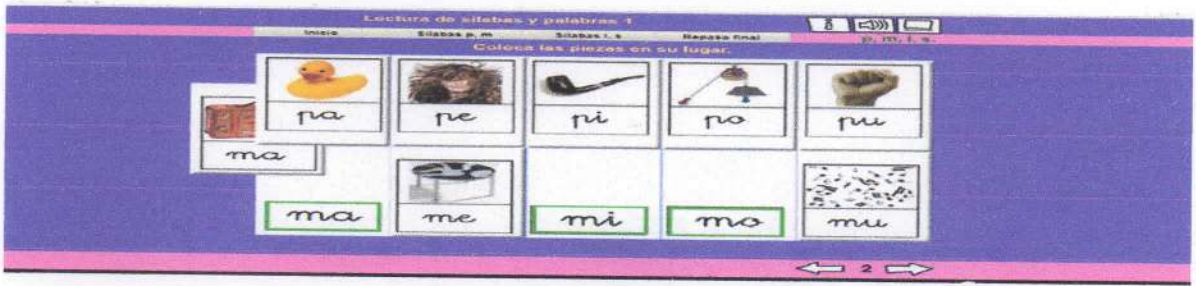 Lectura de sílabas y palabras 1
Inicio Sílabas p, m Sílabas l, s Repaso final
p, m, l, s.
Coloca las piezas en su lugar.
pa pe pi po pu
ma
ma me mi mo mu
2